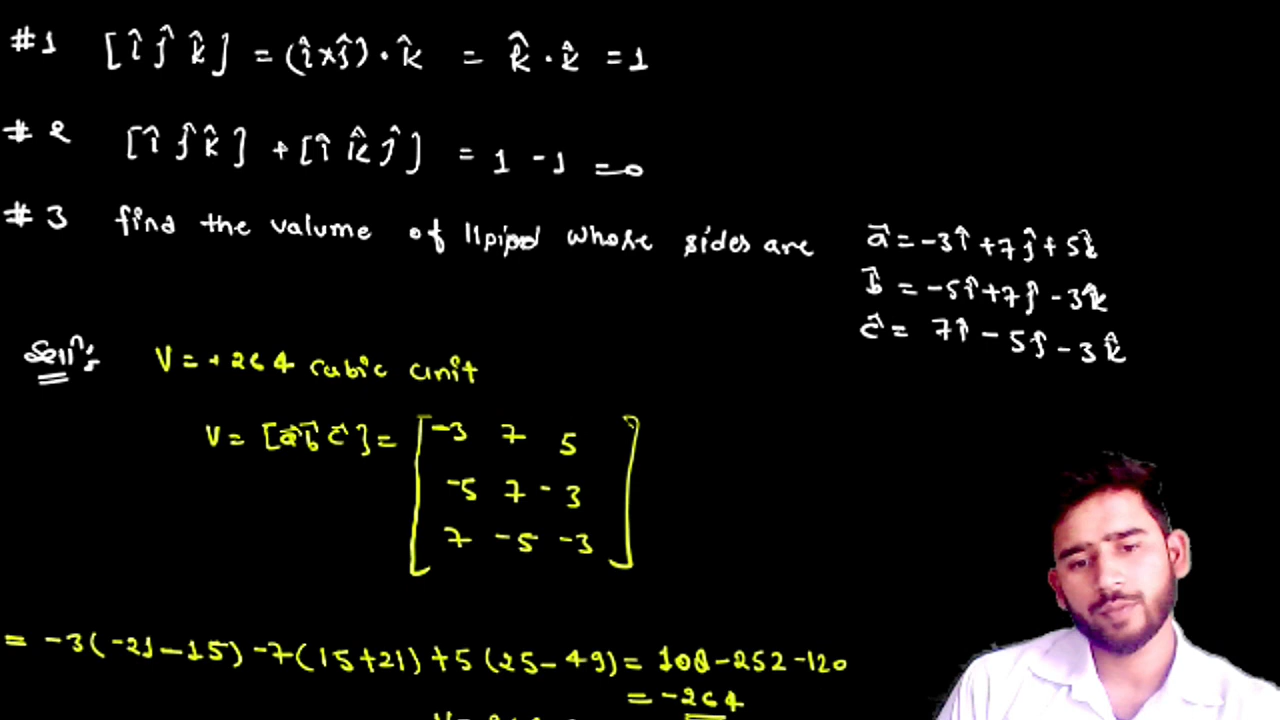 #1 [î ĵ k̂] = (î×ĵ)·k̂ = k̂·k̂ = 1
#2 [î ĵ k̂] + [î k̂ ĵ] = 1 - 1 = 0
#3 find the valume of llpiped whose sides are
a⃗ = -3î + 7ĵ + 5k̂
b⃗ = -5î + 7ĵ - 3k̂
c⃗ = 7î - 5ĵ - 3k̂
V = + 264 cubic unit
V = [a⃗ b⃗ c⃗] = [-3 7 5
-5 7 -3
7 -5 -3]
= -3(-21-15) -7(15+21) +5(25-49) = 108-252-120
= -264